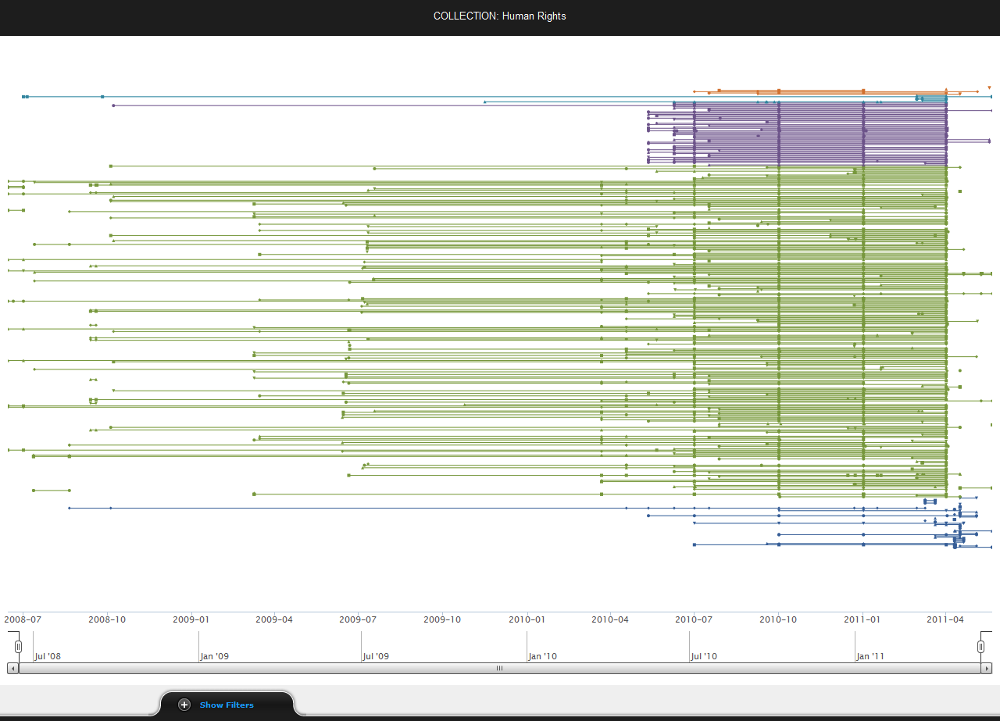 COLLECTION: Human Rights
2008-07 2008-10 2009-01 2009-04 2009-07 2009-10 2010-01 2010-04 2010-07 2010-10 2011-01 2011-04
Jul '08 Jan '09 Jul '09 Jan '10 Jul '10 Jan '11
Show Filters